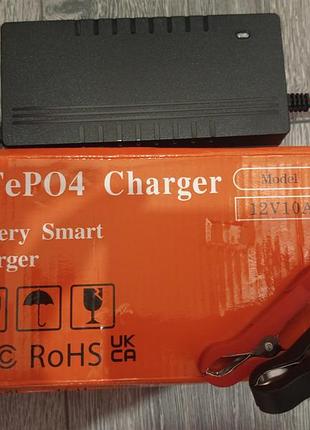 FePO4 Charger
Model
12V10A
ery Smart
rger
C RoHS UK CA